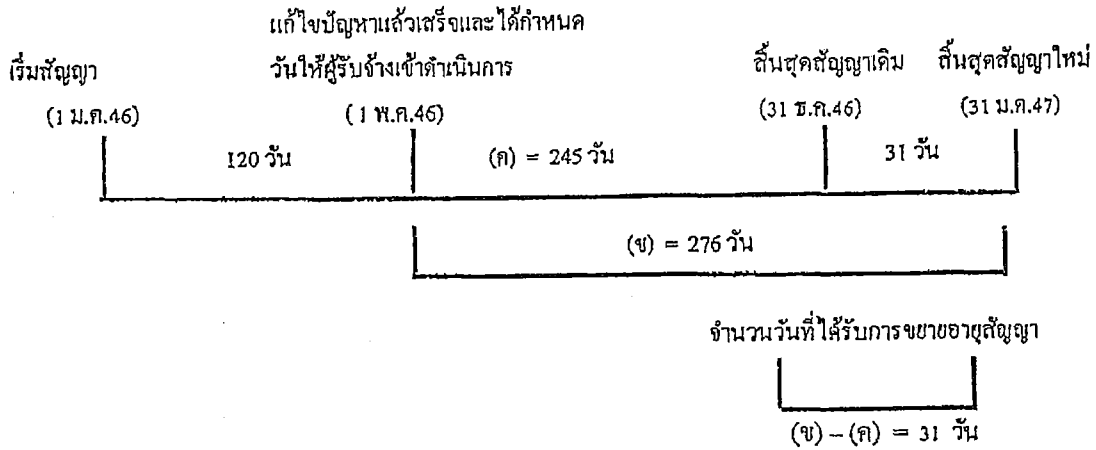 แก้ไขปัญหาแล้วเสร็จและได้กำหนด
เริ่มสัญญา วันให้ผู้รับจ้างเข้าดำเนินการ สิ้นสุดสัญญาเดิม สิ้นสุดสัญญาใหม่
(1 ม.ค.46) (1 พ.ค.46) (31 ธ.ค.46) (31 ม.ค.47)
120 วัน (ค) = 245 วัน 31 วัน
(ข) = 276 วัน
จำนวนวันที่ได้รับการขยายอายุสัญญา
(ข) – (ค) = 31 วัน